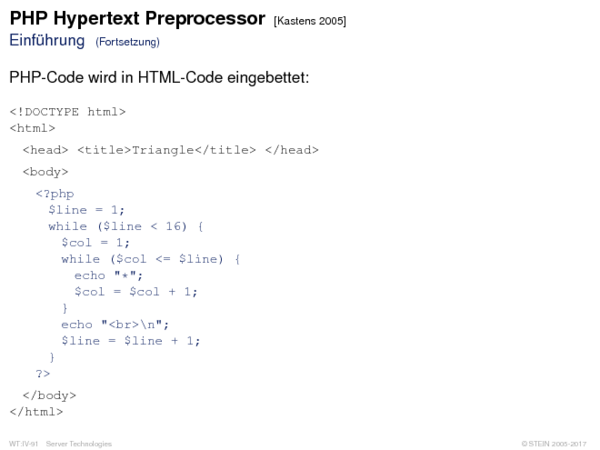 PHP Hypertext Preprocessor [Kastens 2005]
Einführung (Fortsetzung)
PHP-Code wird in HTML-Code eingebettet:
<!DOCTYPE html>
<html>
<head> <title>Triangle</title> </head>
<body>
<?php
$line = 1;
while ($line < 16) {
$col = 1;
while ($col <= $line) {
echo "*";
$col = $col + 1;
}
echo "<br>\n";
$line = $line + 1;
}
?>
</body>
</html>
WT:IV-91 Server Technologies © STEIN 2005-2017